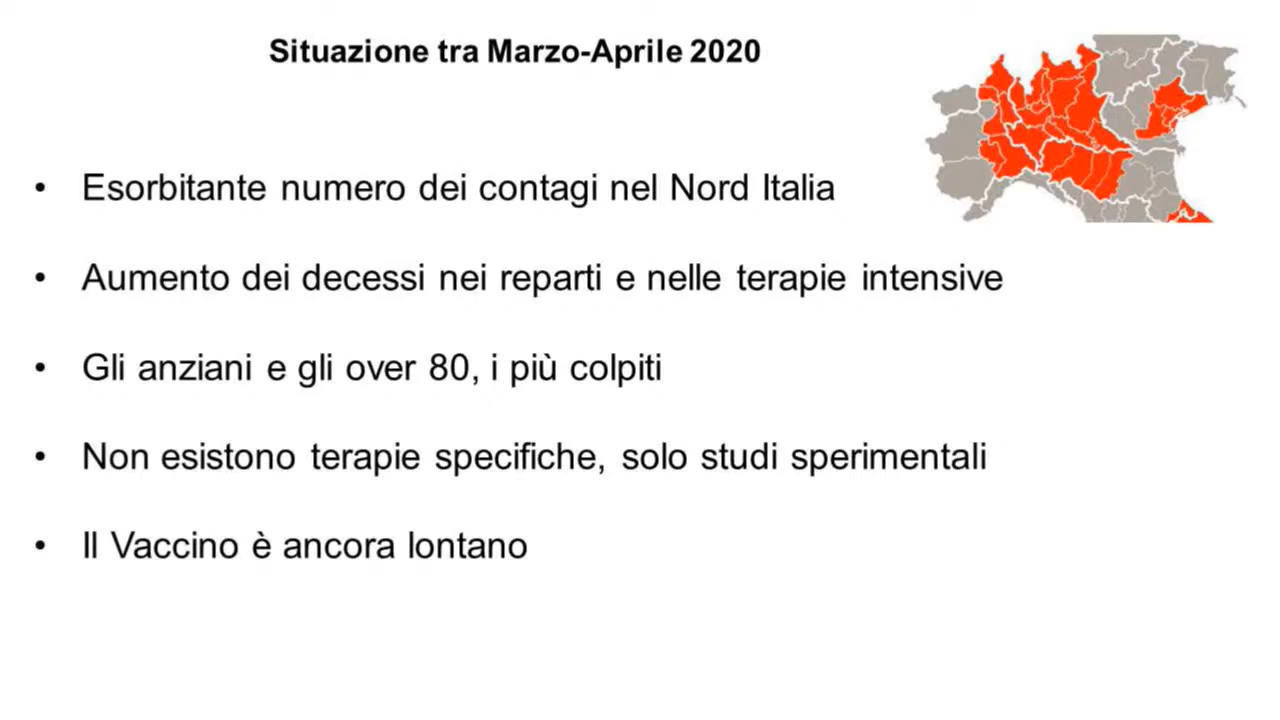 Situazione tra Marzo-Aprile 2020
• Esorbitante numero dei contagi nel Nord Italia
• Aumento dei decessi nei reparti e nelle terapie intensive
• Gli anziani e gli over 80, i più colpiti
• Non esistono terapie specifiche, solo studi sperimentali
• Il Vaccino è ancora lontano